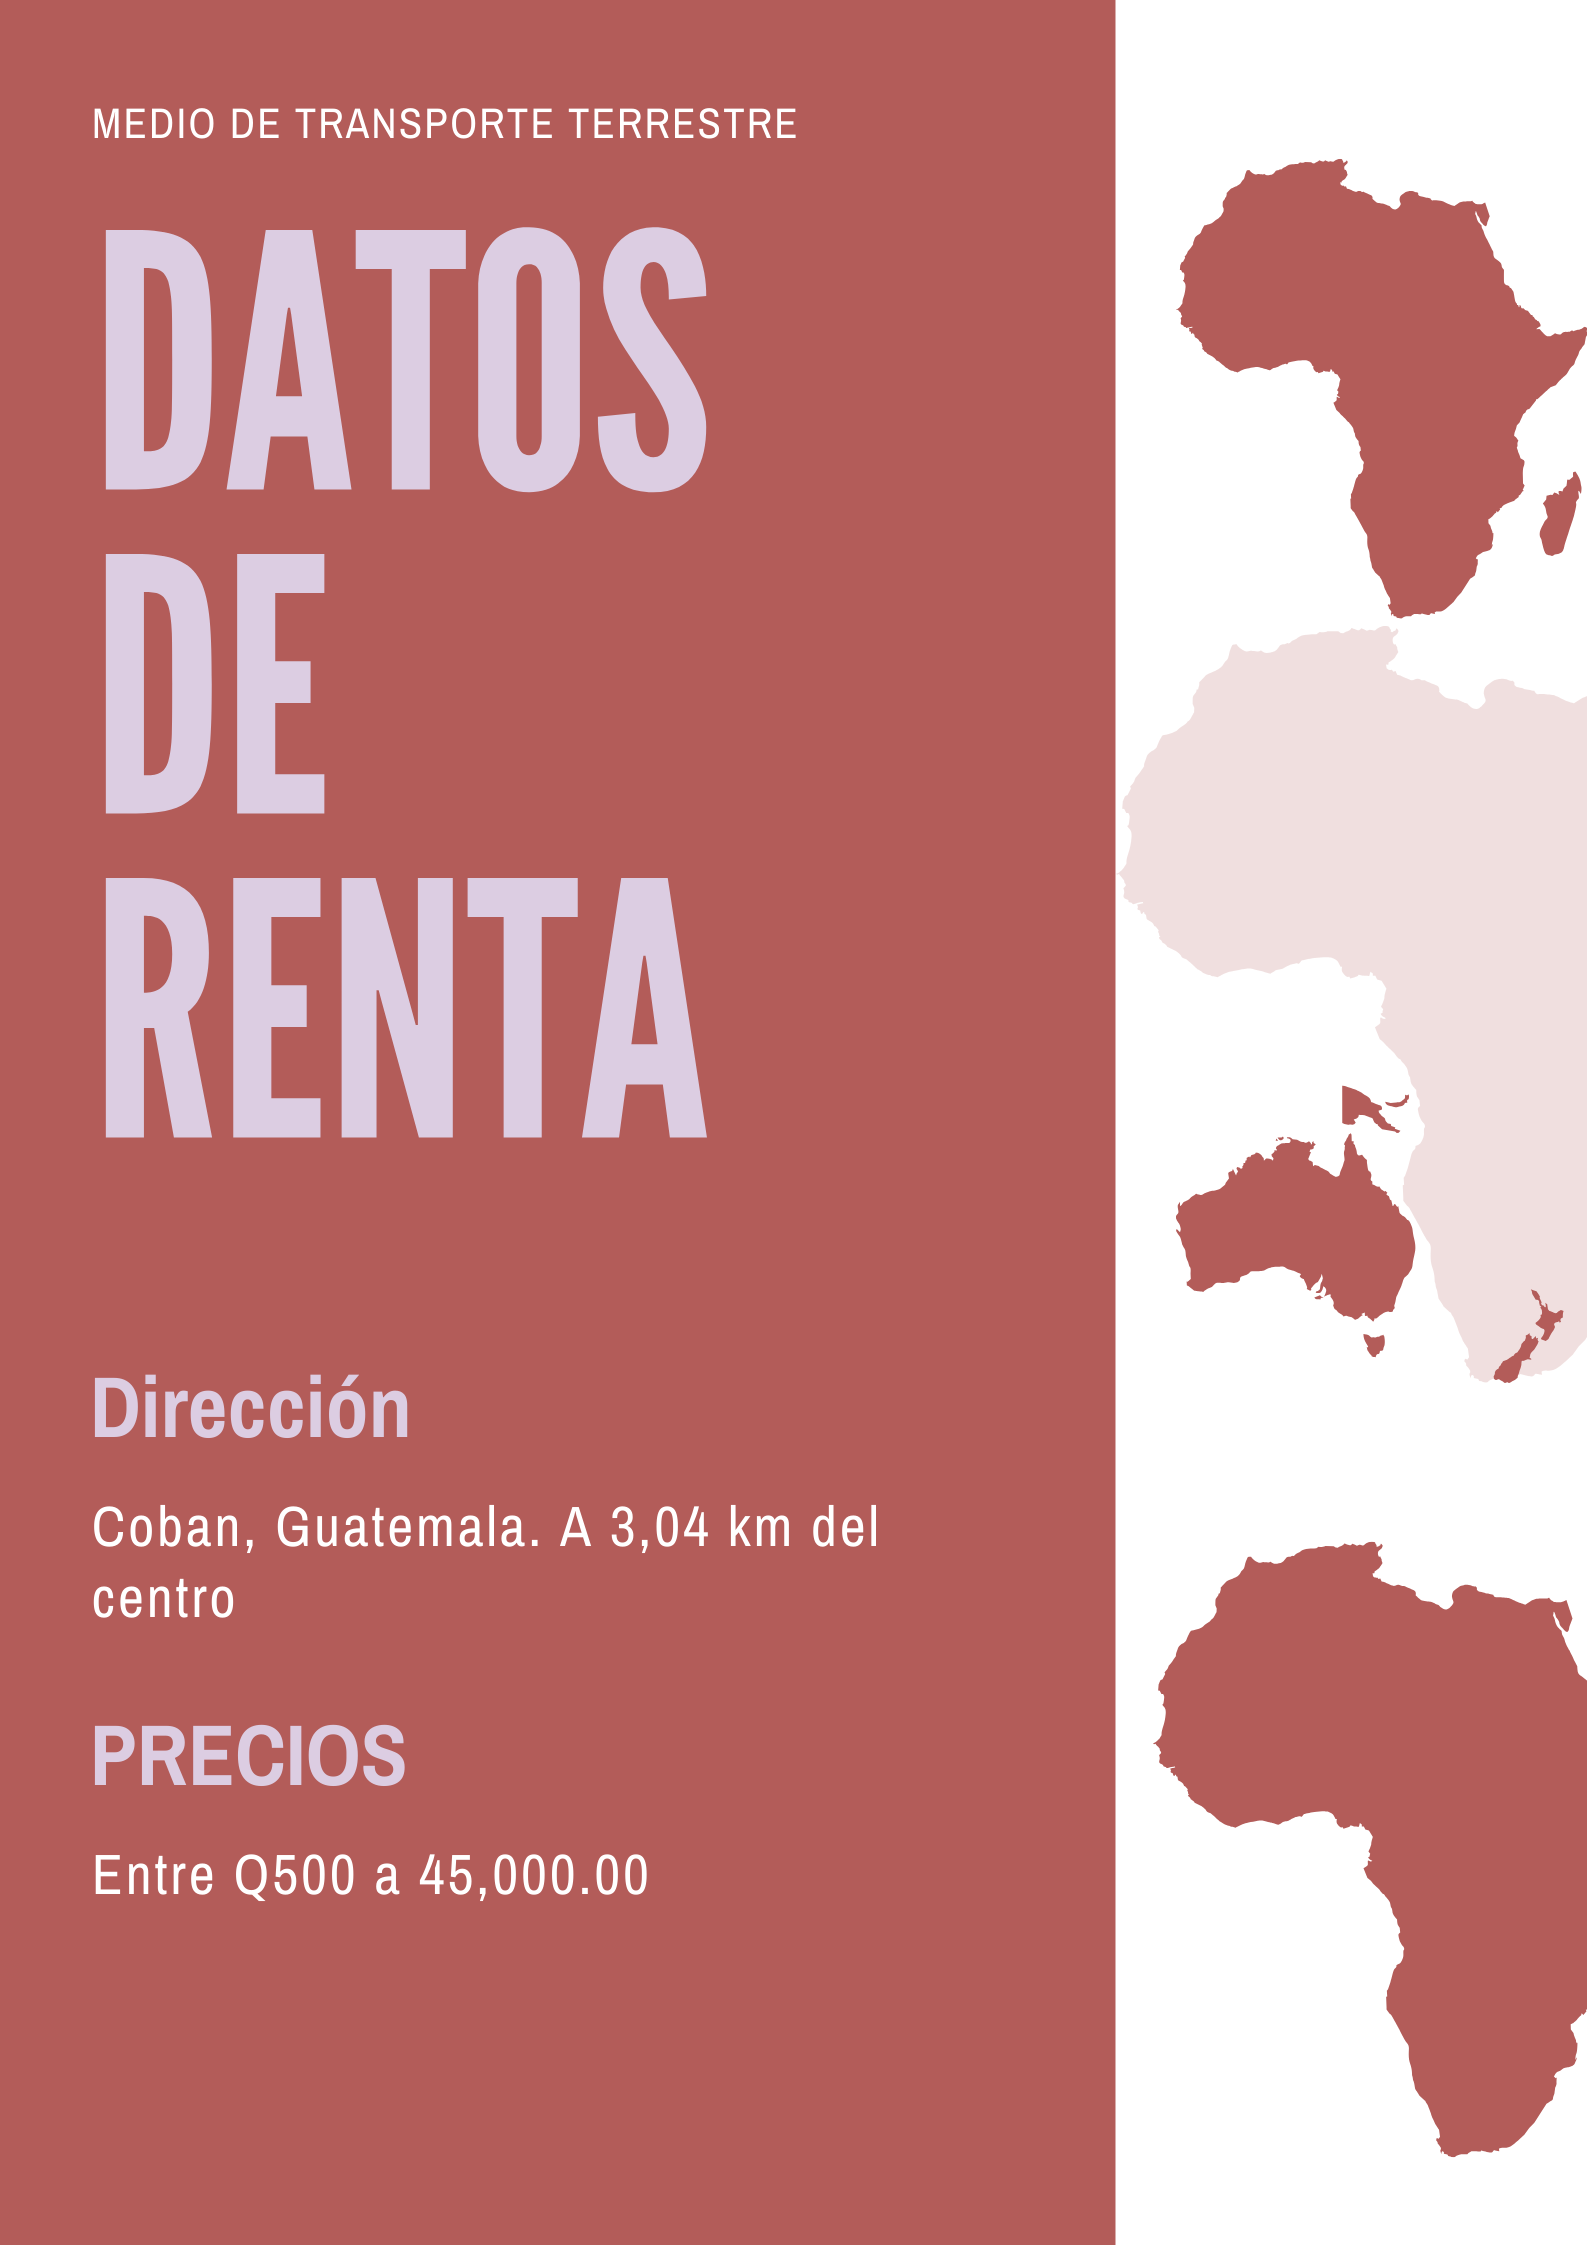 MEDIO DE TRANSPORTE TERRESTRE
DATOS
DE
RENTA
Dirección
Coban, Guatemala. A 3,04 km del
centro
PRECIOS
Entre Q500 a 45,000.00